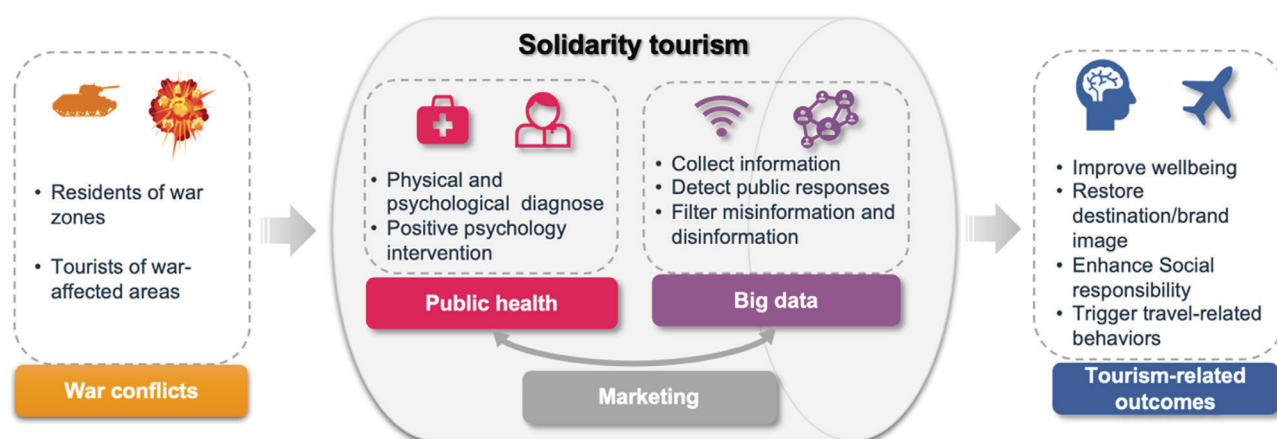 Solidarity tourism
• Residents of war
zones
• Tourists of war-
affected areas
War conflicts
• Physical and
psychological diagnose
• Positive psychology
intervention
Public health
• Collect information
• Detect public responses
• Filter misinformation and
disinformation
Big data
Marketing
• Improve wellbeing
• Restore
destination/brand
image
• Enhance Social
responsibility
• Trigger travel-related
behaviors
Tourism-related
outcomes